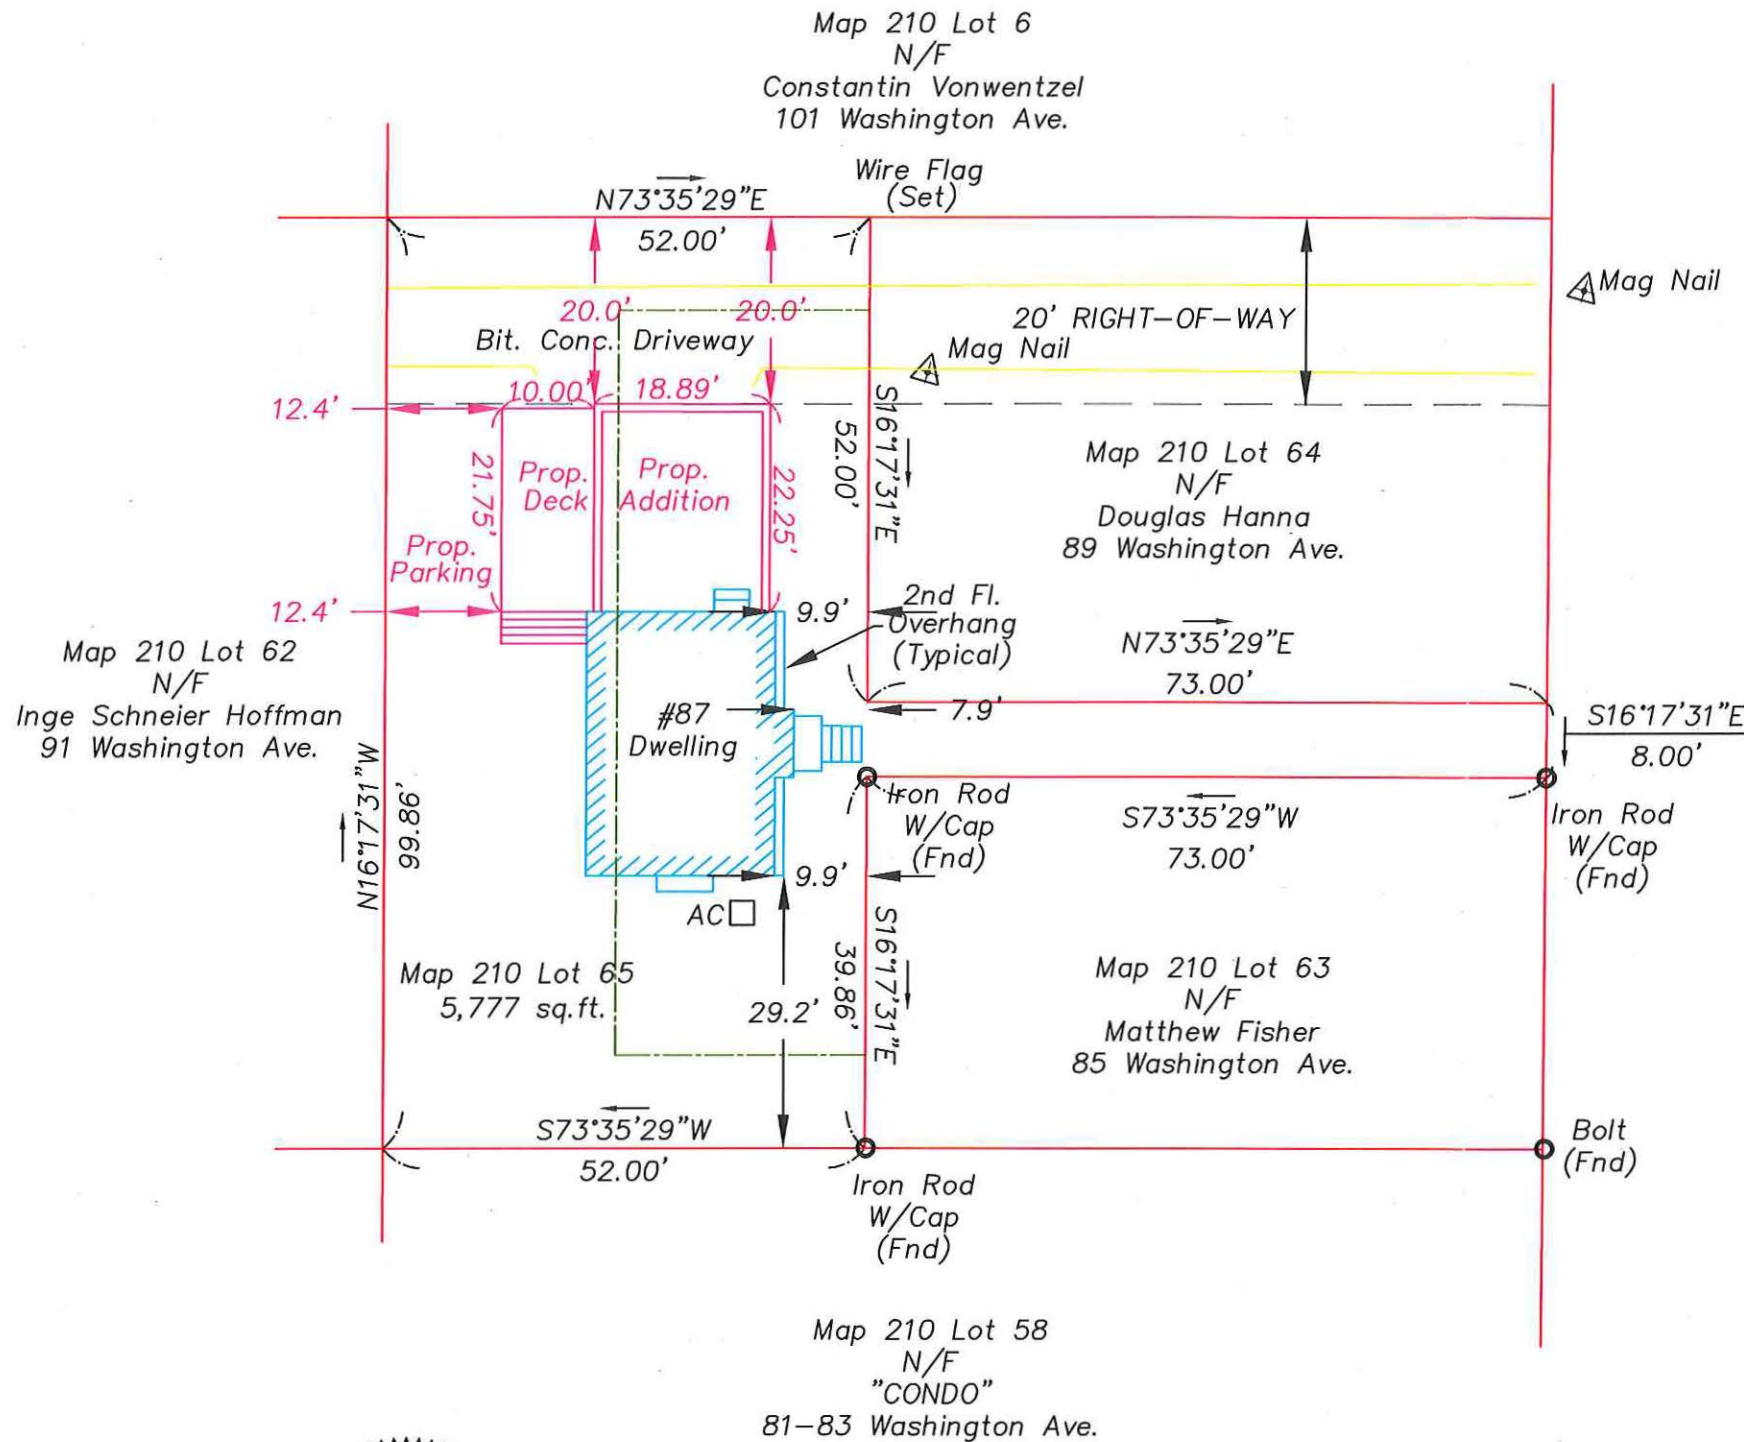 Map 210 Lot 6
N/F
Constantin Vonwentzel
101 Washington Ave.
Wire Flag
(Set)
N73°35'29"E
52.00'
Mag Nail
20.0'
20.0'
20' RIGHT-OF-WAY
Bit. Conc. Driveway
Mag Nail
12.4'
10.00'
18.89'
S16°17'31"E
52.00'
21.75'
Prop.
Deck
Prop.
Addition
22.25'
Map 210 Lot 64
N/F
Douglas Hanna
89 Washington Ave.
Prop.
Parking
12.4'
9.9'
2nd Fl.
Overhang
(Typical)
N73°35'29"E
73.00'
Map 210 Lot 62
N/F
Inge Schneier Hoffman
91 Washington Ave.
#87
Dwelling
7.9'
S16°17'31"E
8.00'
N16°17'31"W
99.86'
Iron Rod
W/Cap
(Fnd)
S73°35'29"W
73.00'
Iron Rod
W/Cap
(Fnd)
9.9'
AC
S16°17'31"E
39.86'
Map 210 Lot 65
5,777 sq.ft.
29.2'
Map 210 Lot 63
N/F
Matthew Fisher
85 Washington Ave.
S73°35'29"W
52.00'
Bolt
(Fnd)
Iron Rod
W/Cap
(Fnd)
Map 210 Lot 58
N/F
"CONDO"
81-83 Washington Ave.